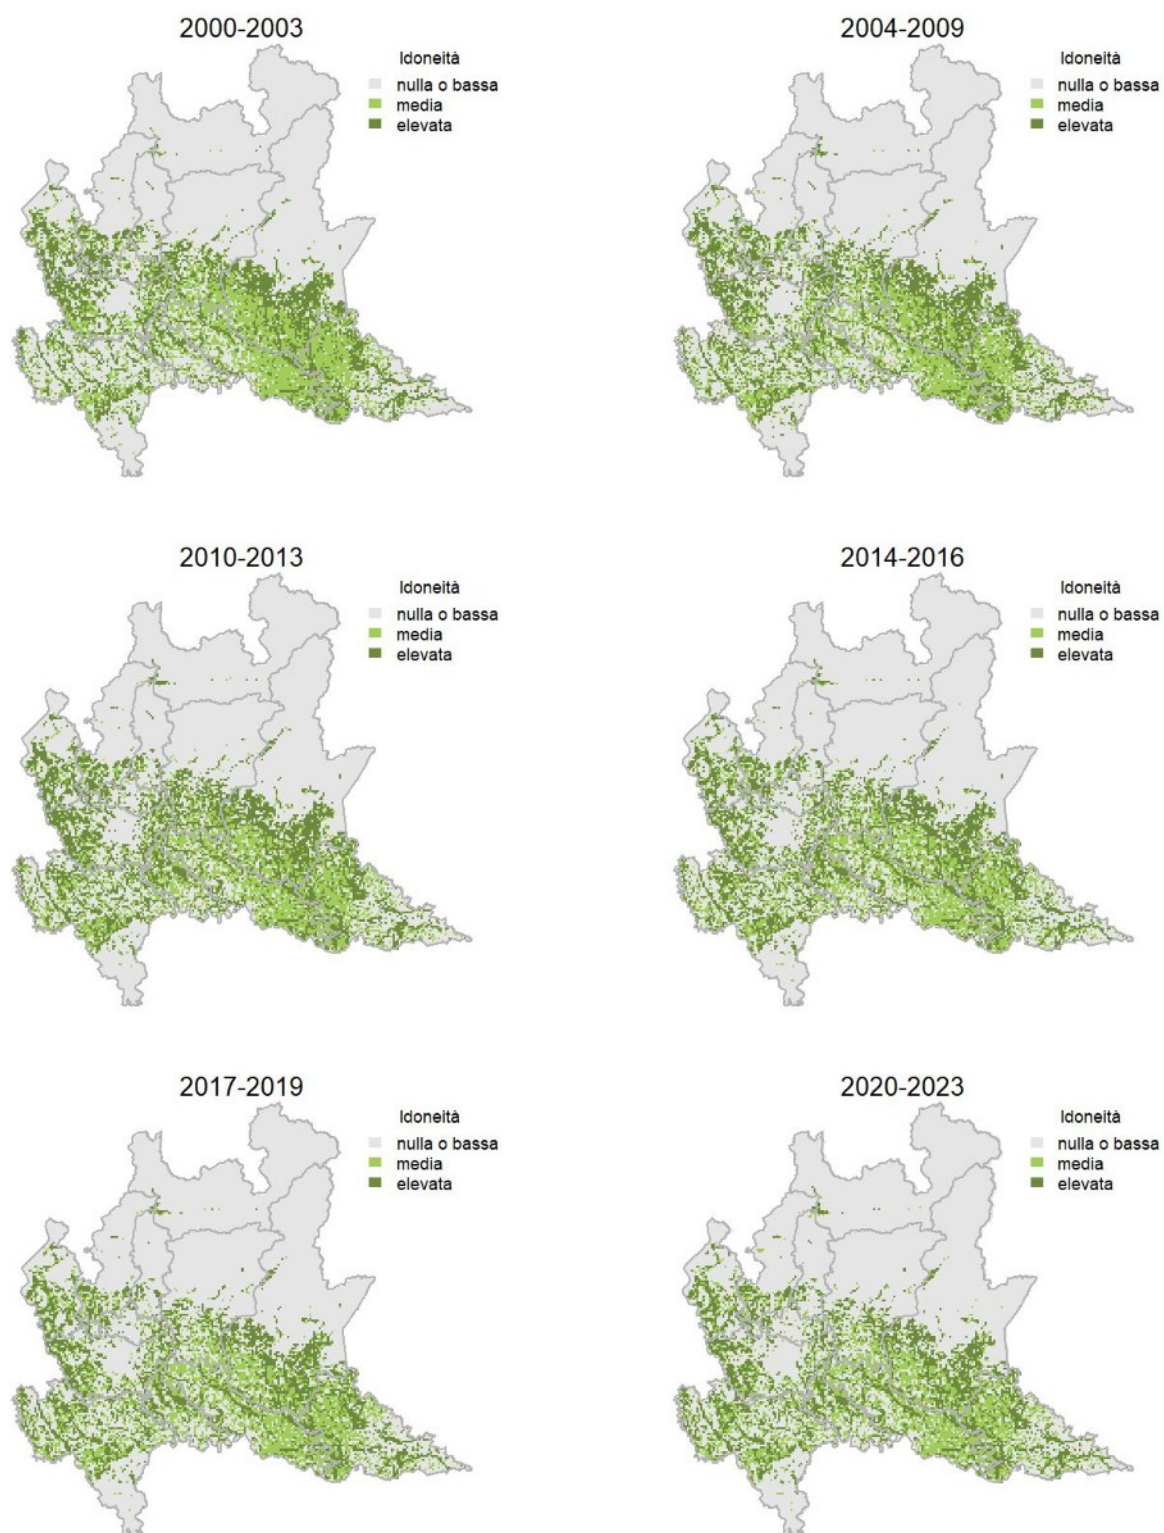 2000-2003
Idoneità
nulla o bassa
media
elevata
2004-2009
Idoneità
nulla o bassa
media
elevata
2010-2013
Idoneità
nulla o bassa
media
elevata
2014-2016
Idoneità
nulla o bassa
media
elevata
2017-2019
Idoneità
nulla o bassa
media
elevata
2020-2023
Idoneità
nulla o bassa
media
elevata